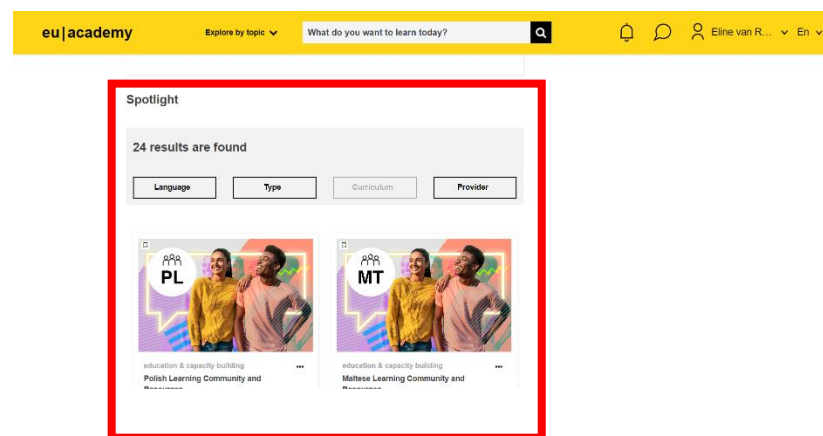 eu|academy
Explore by topic
What do you want to learn today?
Eline van R...
En
Spotlight
24 results are found
Language
Type
Curriculum
Provider
PL
MT
education & capacity building
...
Polish Learning Community and
Resources
education & capacity building
...
Maltese Learning Community and
Resources